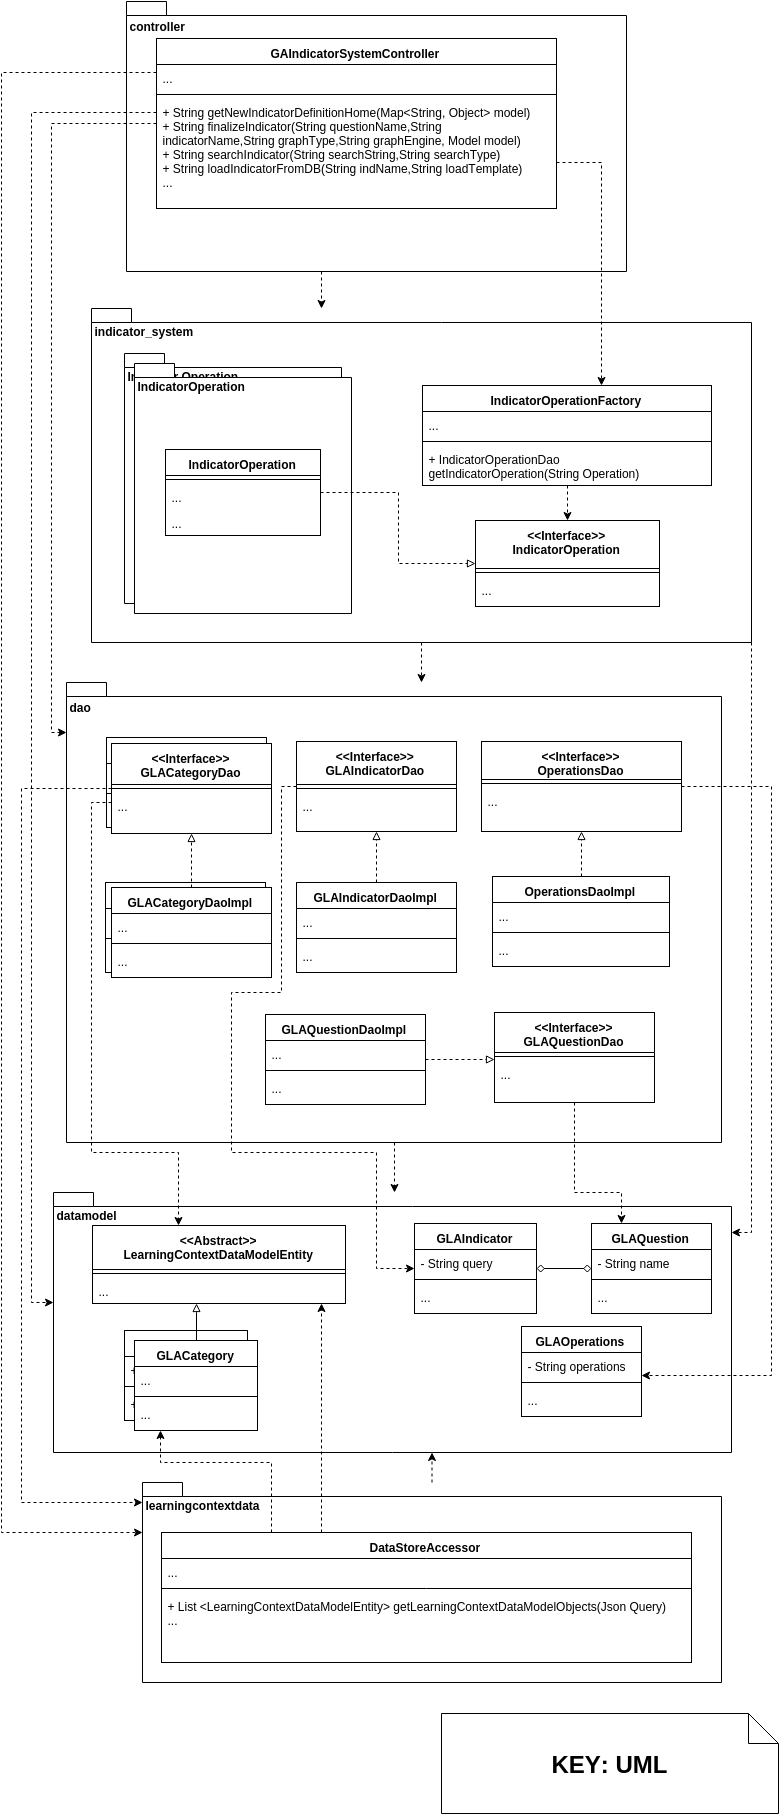 controller
GAIndicatorSystemController
...
+ String getNewIndicatorDefinitionHome(Map<String, Object> model)
+ String finalizeIndicator(String questionName,String
indicatorName,String graphType,String graphEngine, Model model)
+ String searchIndicator(String searchString,String searchType)
+ String loadIndicatorFromDB(String indName,String loadTemplate)
...
indicator_system
IndicatorOperation
IndicatorOperation
...
...
IndicatorOperationFactory
...
+ IndicatorOperationDao
getIndicatorOperation(String Operation)
<<Interface>>
IndicatorOperation
...
dao
<<Interface>>
GLACategoryDao
...
<<Interface>>
GLAIndicatorDao
...
<<Interface>>
OperationsDao
...
GLACategoryDaoImpl
...
...
GLAIndicatorDaoImpl
...
...
OperationsDaoImpl
...
...
GLAQuestionDaoImpl
...
...
<<Interface>>
GLAQuestionDao
...
datamodel
<<Abstract>>
LearningContextDataModelEntity
...
GLAIndicator
- String query
...
GLAQuestion
- String name
...
GLACategory
...
...
GLAOperations
- String operations
...
learningcontextdata
DataStoreAccessor
...
+ List <LearningContextDataModelEntity> getLearningContextDataModelObjects(Json Query)
...
KEY: UML